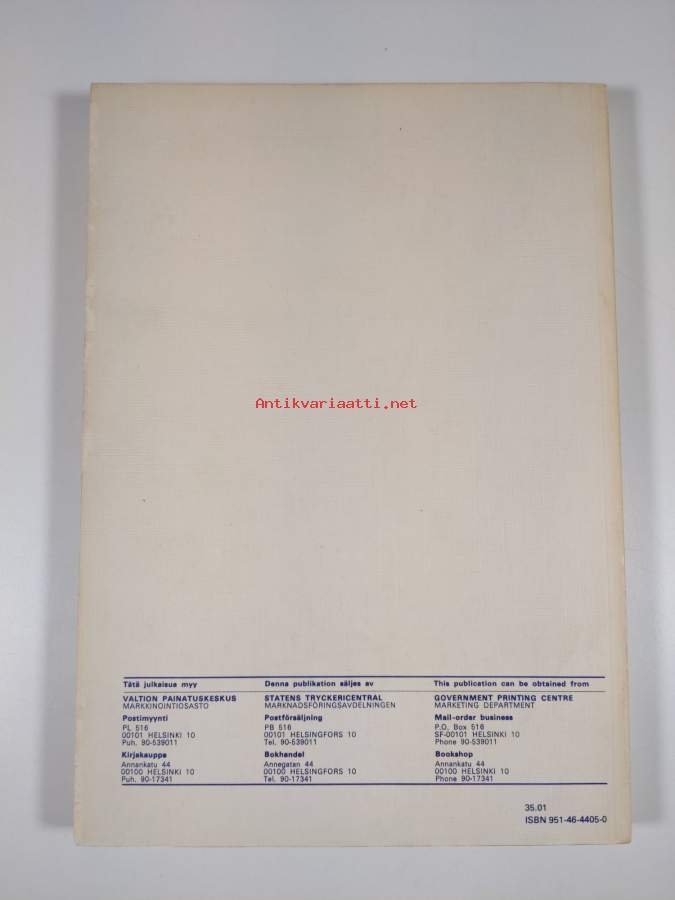 Antikvariaatti.net
Tätä julkaisua myy
VALTION PAINATUSKESKUS
MARKKINOINTIOSASTO
Postimyynti
PL 516
00101 HELSINKI 10
Puh. 90-539011
Kirjakauppa
Annankatu 44
00100 HELSINKI 10
Puh. 90-17341
Denna publikation säljes av
STATENS TRYCKERICENTRAL
MARKNADSFÖRINGSAVDELNINGEN
Postförsäljning
PB 516
00101 HELSINGFORS 10
Tel. 90-539011
Bokhandel
Annegatan 44
00100 HELSINGFORS 10
Tel. 90-17341
This publication can be obtained from
GOVERNMENT PRINTING CENTRE
MARKETING DEPARTMENT
Mail-order business
P.O. Box 516
SF-00101 HELSINKI 10
Phone 90-539011
Bookshop
Annankatu 44
00100 HELSINKI 10
Phone 90-17341
35.01
ISBN 951-46-4405-0